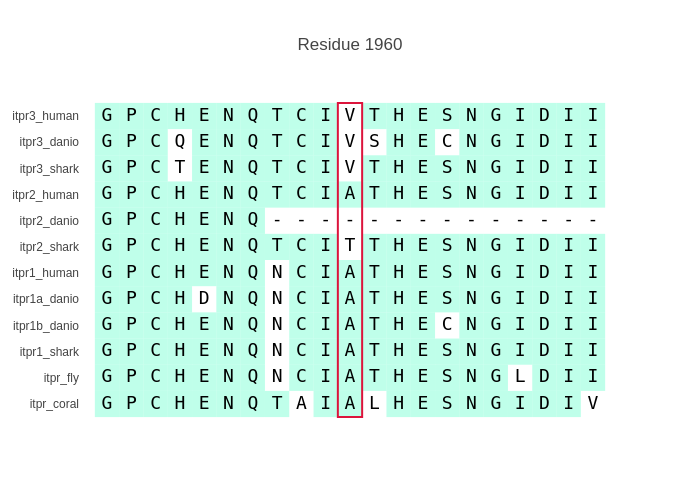 Residue 1960
itpr3_human G P C H E N Q T C I V T H E S N G I D I I
itpr3_danio G P C Q E N Q T C I V S H E C N G I D I I
itpr3_shark G P C T E N Q T C I V T H E S N G I D I I
itpr2_human G P C H E N Q T C I A T H E S N G I D I I
itpr2_danio G P C H E N Q - - - - - - - - - - - - - -
itpr2_shark G P C H E N Q T C I T T H E S N G I D I I
itpr1_human G P C H E N Q N C I A T H E S N G I D I I
itpr1a_danio G P C H D N Q N C I A T H E S N G I D I I
itpr1b_danio G P C H E N Q N C I A T H E C N G I D I I
itpr1_shark G P C H E N Q N C I A T H E S N G I D I I
itpr_fly G P C H E N Q N C I A T H E S N G L D I I
itpr_coral G P C H E N Q T A I A L H E S N G I D I V